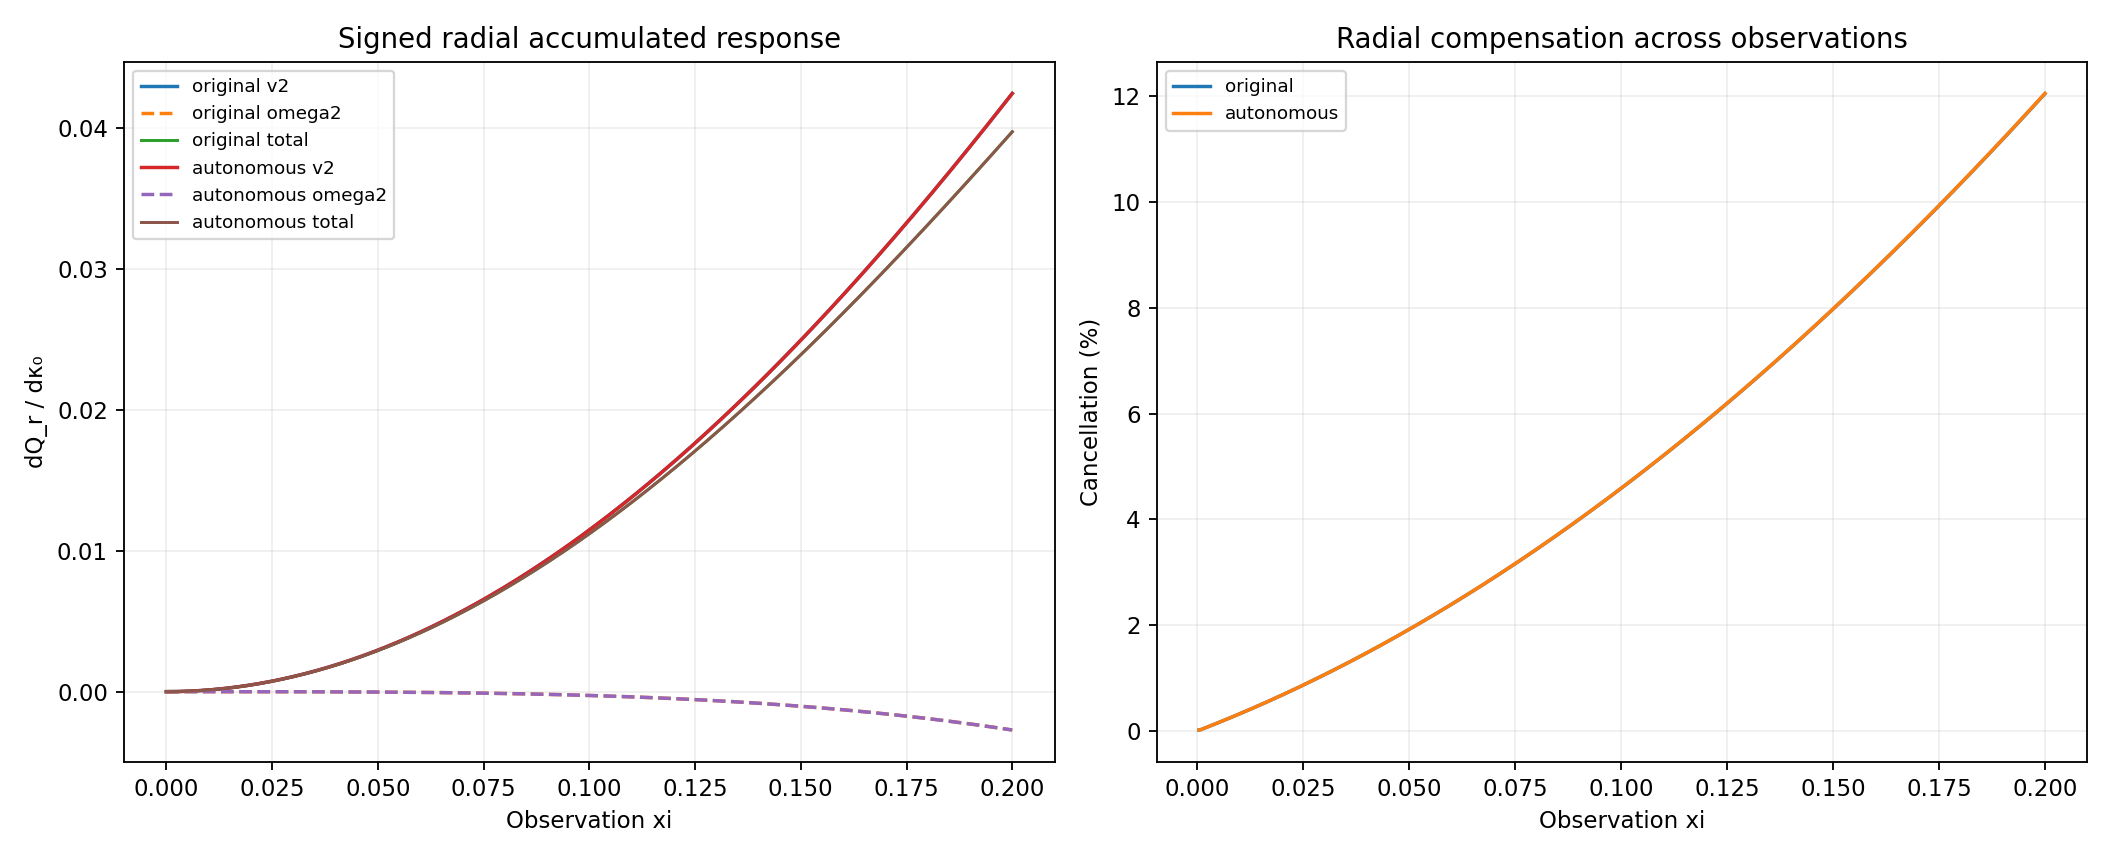 Signed radial accumulated response
original v2
original omega2
original total
autonomous v2
autonomous omega2
autonomous total
dQ_r / dκ₀
0.04
0.03
0.02
0.01
0.00
0.000 0.025 0.050 0.075 0.100 0.125 0.150 0.175 0.200
Observation xi
Radial compensation across observations
original
autonomous
Cancellation (%)
12
10
8
6
4
2
0
0.000 0.025 0.050 0.075 0.100 0.125 0.150 0.175 0.200
Observation xi